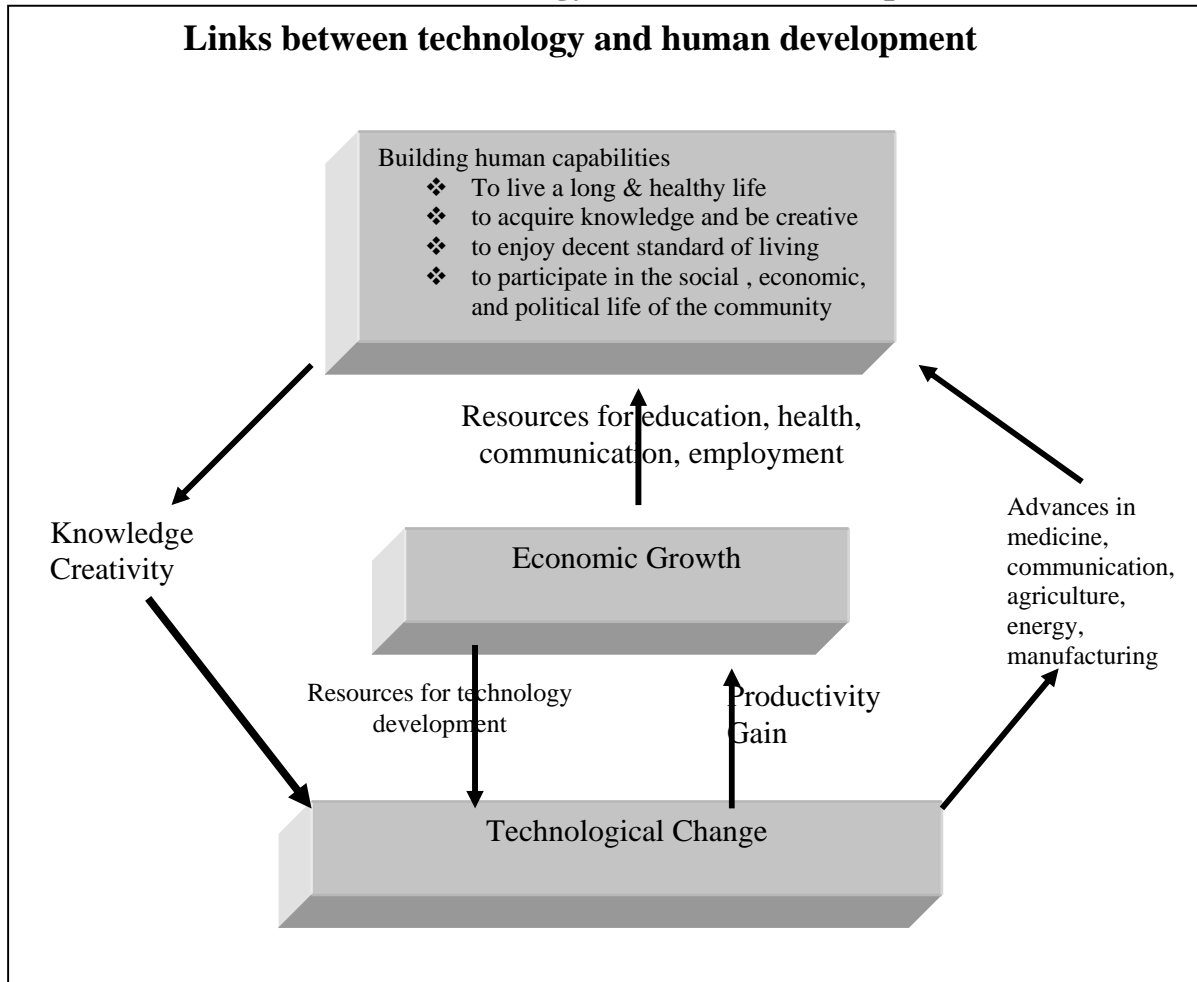 Links between technology and human development
Building human capabilities
❖ To live a long & healthy life
❖ to acquire knowledge and be creative
❖ to enjoy decent standard of living
❖ to participate in the social , economic,
and political life of the community
Resources for education, health,
communication, employment
Knowledge
Creativity
Economic Growth
Advances in
medicine,
communication,
agriculture,
energy,
manufacturing
Resources for technology
development
Productivity
Gain
Technological Change